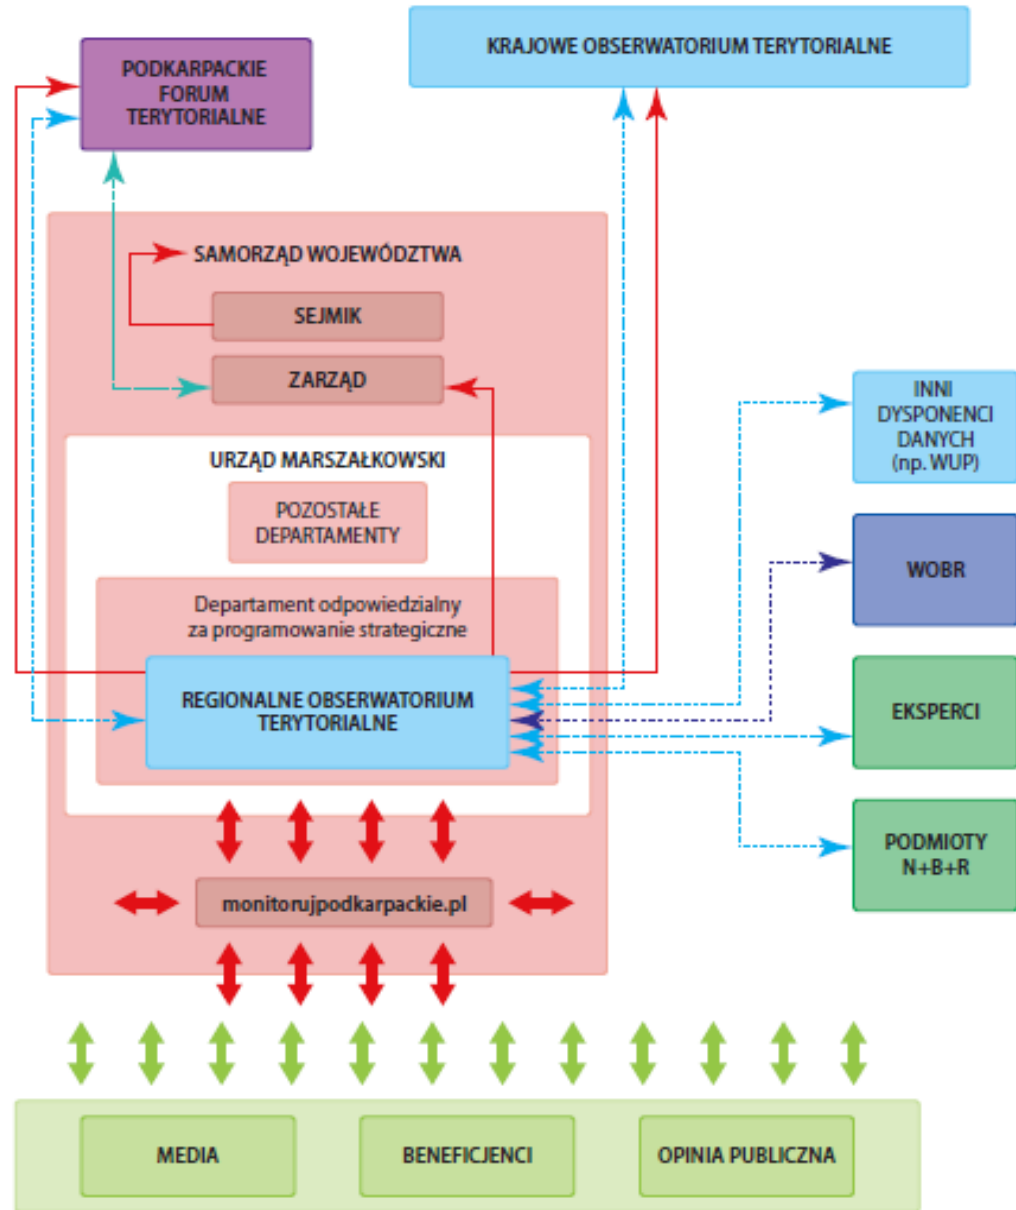 KRAJOWE OBSERWATORIUM TERYTORIALNE
PODKARPACKIE
FORUM
TERYTORIALNE
SAMORZĄD WOJEWÓDZTWA
SEJMIK
ZARZĄD
URZĄD MARSZAŁKOWSKI
POZOSTAŁE
DEPARTAMENTY
Departament odpowiedzialny
za programowanie strategiczne
REGIONALNE OBSERWATORIUM
TERYTORIALNE
INNI
DYSPONENCI
DANYCH
(np. WUP)
WOBR
EKSPERCI
PODMIOTY
N+B+R
monitorujpodkarpackie.pl
MEDIA
BENEFICJENCI
OPINIA PUBLICZNA